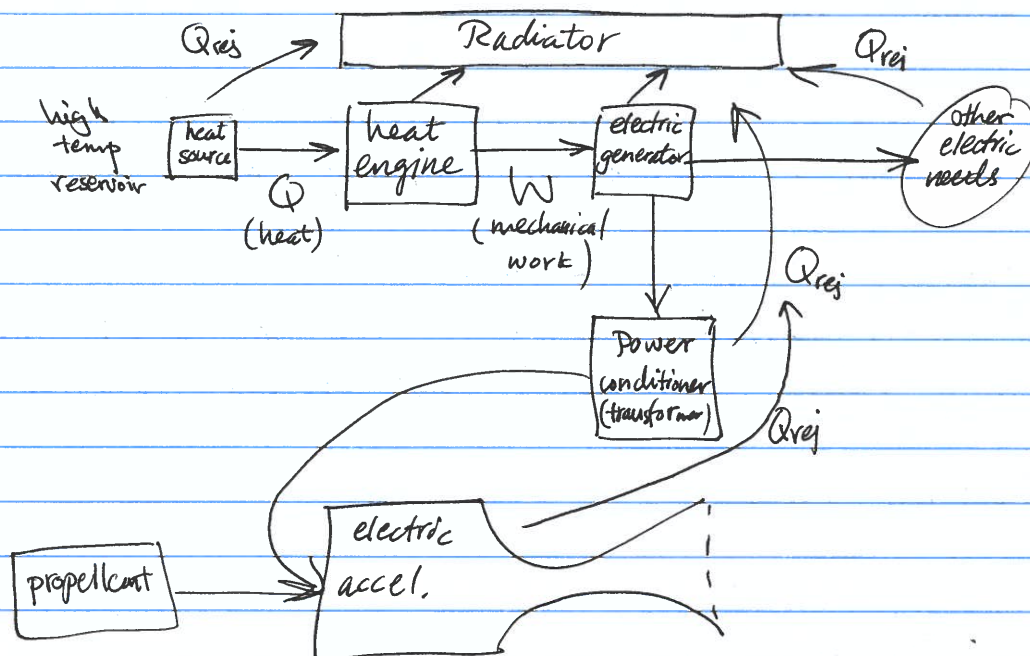 Radiator
Qrej
Qrej
high
temp
reservoir
heat
source
Q
(heat)
heat
engine
W
(mechanical
work)
electric
generator
other
electric
needs
Qrej
Power
conditioner
(transformer)
Qrej
electric
accel.
propellant